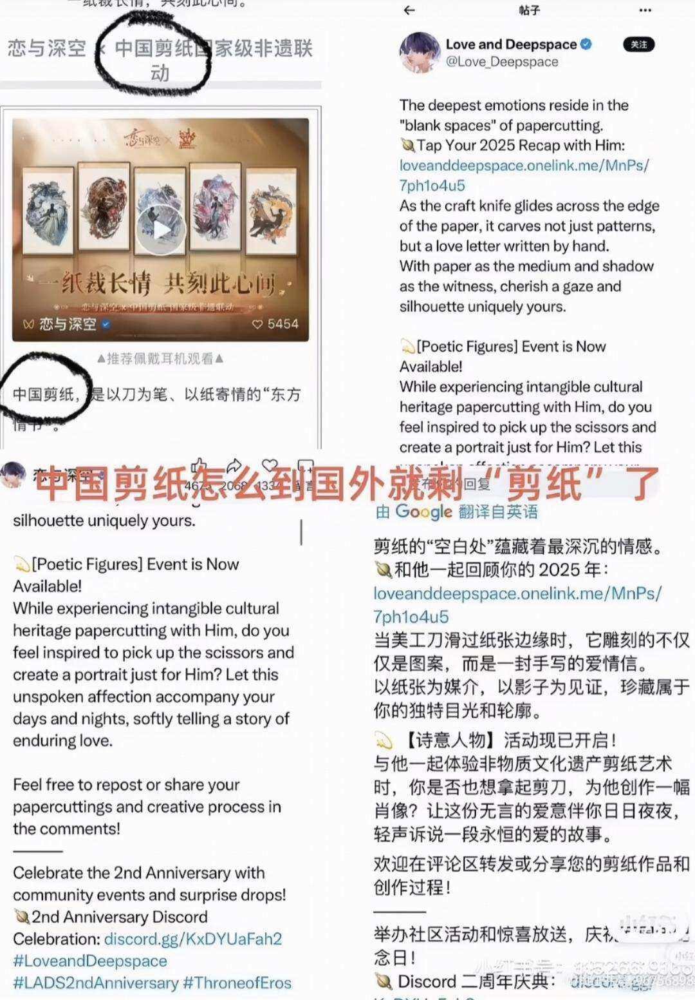 一纸裁长情，共刻此心间。
恋与深空 × 中国剪纸国家级非遗联
动
恋与深空 ×
一纸裁长情 共刻此心间
恋与深空 × 中国剪纸 国家级非遗联动
恋与深空
5454
▲推荐佩戴耳机观看▲
中国剪纸，是以刀为笔、以纸寄情的“东方
情书”。
恋与深空
中国剪纸怎么到国外就剩“剪纸”了
silhouette uniquely yours.
💫[Poetic Figures] Event is Now
Available!
While experiencing intangible cultural
heritage papercutting with Him, do you
feel inspired to pick up the scissors and
create a portrait just for Him? Let this
unspoken affection accompany your
days and nights, softly telling a story of
enduring love.
Feel free to repost or share your
papercuttings and creative process in
the comments!
Celebrate the 2nd Anniversary with
community events and surprise drops!
🪐2nd Anniversary Discord
Celebration: discord.gg/KxDYUaFah2
#LoveandDeepspace
#LADS2ndAnniversary #ThroneofEros
帖子
Love and Deepspace
关注
@Love_Deepspace
The deepest emotions reside in the
"blank spaces" of papercutting.
🪐Tap Your 2025 Recap with Him:
loveanddeepspace.onelink.me/MnPs/
7ph1o4u5
As the craft knife glides across the edge
of the paper, it carves not just patterns,
but a love letter written by hand.
With paper as the medium and shadow
as the witness, cherish a gaze and
silhouette uniquely yours.
💫[Poetic Figures] Event is Now
Available!
While experiencing intangible cultural
heritage papercutting with Him, do you
feel inspired to pick up the scissors and
create a portrait just for Him? Let this
回复
由 Google 翻译自英语
剪纸的“空白处”蕴藏着最深沉的情感。
🪐和他一起回顾你的 2025 年：
loveanddeepspace.onelink.me/MnPs/
7ph1o4u5
当美工刀滑过纸张边缘时，它雕刻的不仅
仅是图案，而是一封手写的爱情信。
以纸张为媒介，以影子为见证，珍藏属于
你的独特目光和轮廓。
💫【诗意人物】活动现已开启！
与他一起体验非物质文化遗产剪纸艺术
时，你是否也想拿起剪刀，为他创作一幅
肖像？让这份无言的爱意伴你日日夜夜，
轻声诉说一段永恒的爱的故事。
欢迎在评论区转发或分享您的剪纸作品和
创作过程！
举办社区活动和惊喜放送，庆祝
念日！
🪐 Discord 二周年庆典：
小红书号：